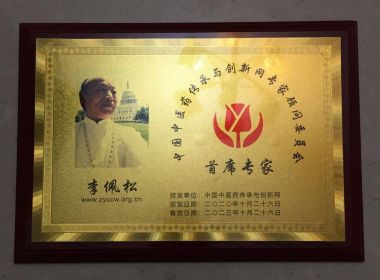 中国中医药传承与创新网专家顾问委员会
首席专家
李佩松
www.zyccw.org.cn
颁发单位：中国中医药传承与创新网
颁发日期：二〇二〇年十月二十六日
有效日期：二〇二三年十月二十六日